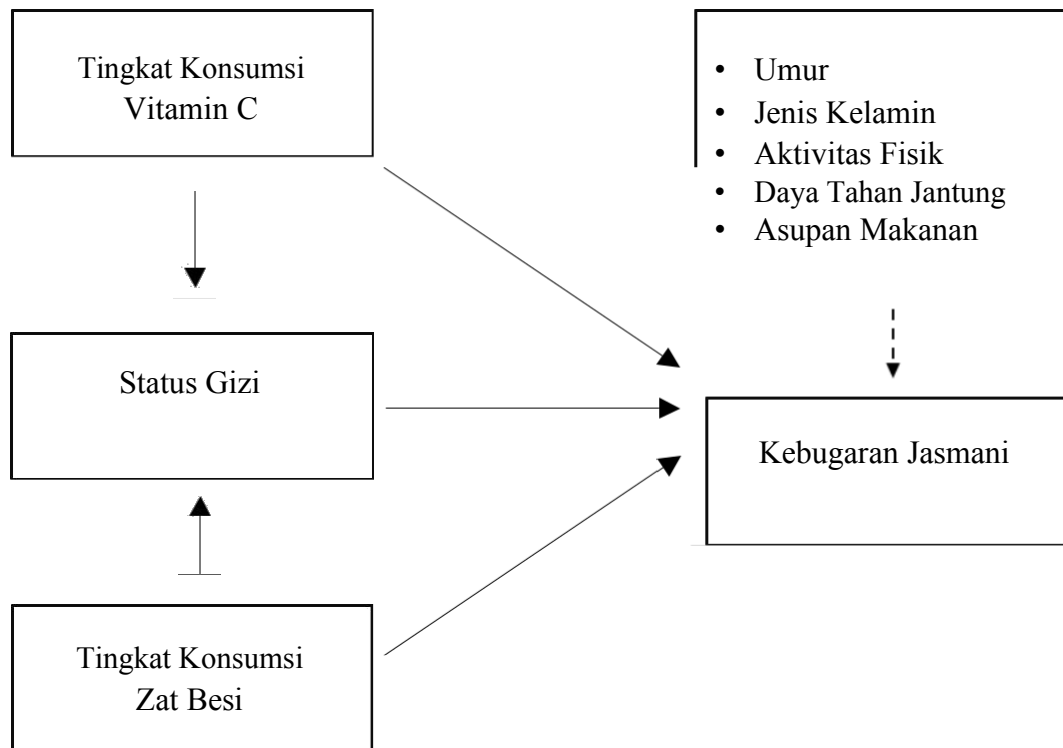 Tingkat Konsumsi
Vitamin C
• Umur
• Jenis Kelamin
• Aktivitas Fisik
• Daya Tahan Jantung
• Asupan Makanan
Status Gizi
Kebugaran Jasmani
Tingkat Konsumsi
Zat Besi